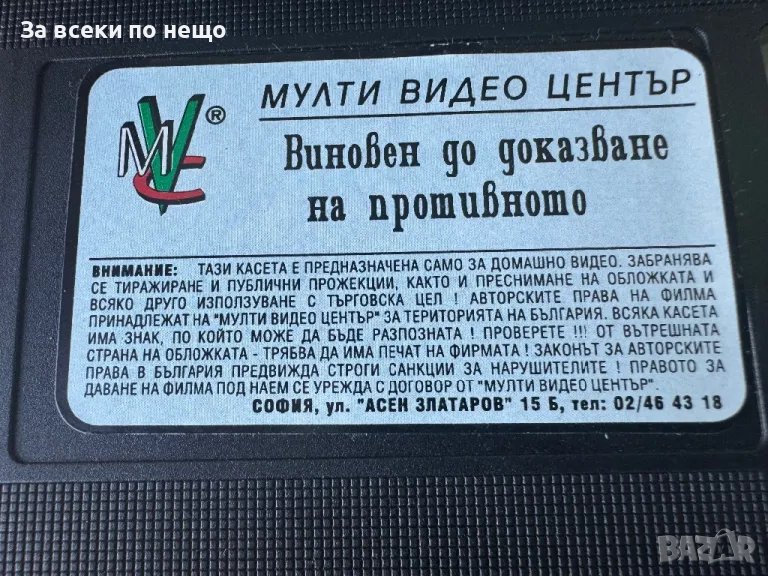 За всеки по нещо
MVC ®
МУЛТИ ВИДЕО ЦЕНТЪР
Виновен до доказване
на противното
ВНИМАНИЕ: ТАЗИ КАСЕТА Е ПРЕДНАЗНАЧЕНА САМО ЗА ДОМАШНО ВИДЕО. ЗАБРАНЯВА
СЕ ТИРАЖИРАНЕ И ПУБЛИЧНИ ПРОЖЕКЦИИ, КАКТО И ПРЕСНИМАНЕ НА ОБЛОЖКАТА И
ВСЯКО ДРУГО ИЗПОЛЗУВАНЕ С ТЪРГОВСКА ЦЕЛ ! АВТОРСКИТЕ ПРАВА НА ФИЛМА
ПРИНАДЛЕЖАТ НА "МУЛТИ ВИДЕО ЦЕНТЪР" ЗА ТЕРИТОРИЯТА НА БЪЛГАРИЯ. ВСЯКА КАСЕТА
ИМА ЗНАК, ПО КОЙТО МОЖЕ ДА БЪДЕ РАЗПОЗНАТА ! ПРОВЕРЕТЕ !!! ОТ ВЪТРЕШНАТА
СТРАНА НА ОБЛОЖКАТА - ТРЯБВА ДА ИМА ПЕЧАТ НА ФИРМАТА ! ЗАКОНЪТ ЗА АВТОРСКИТЕ
ПРАВА В БЪЛГАРИЯ ПРЕДВИЖДА СТРОГИ САНКЦИИ ЗА НАРУШИТЕЛИТЕ ! ПРАВОТО ЗА
ДАВАНЕ НА ФИЛМА ПОД НАЕМ СЕ УРЕЖДА С ДОГОВОР ОТ "МУЛТИ ВИДЕО ЦЕНТЪР".
СОФИЯ, ул. "АСЕН ЗЛАТАРОВ" 15 Б, тел: 02/46 43 18
BAZAR